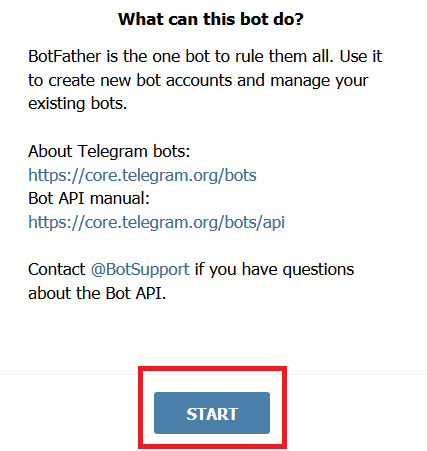 What can this bot do?
BotFather is the one bot to rule them all. Use it
to create new bot accounts and manage your
existing bots.
About Telegram bots:
https://core.telegram.org/bots
Bot API manual:
https://core.telegram.org/bots/api
Contact @BotSupport if you have questions
about the Bot API.
START